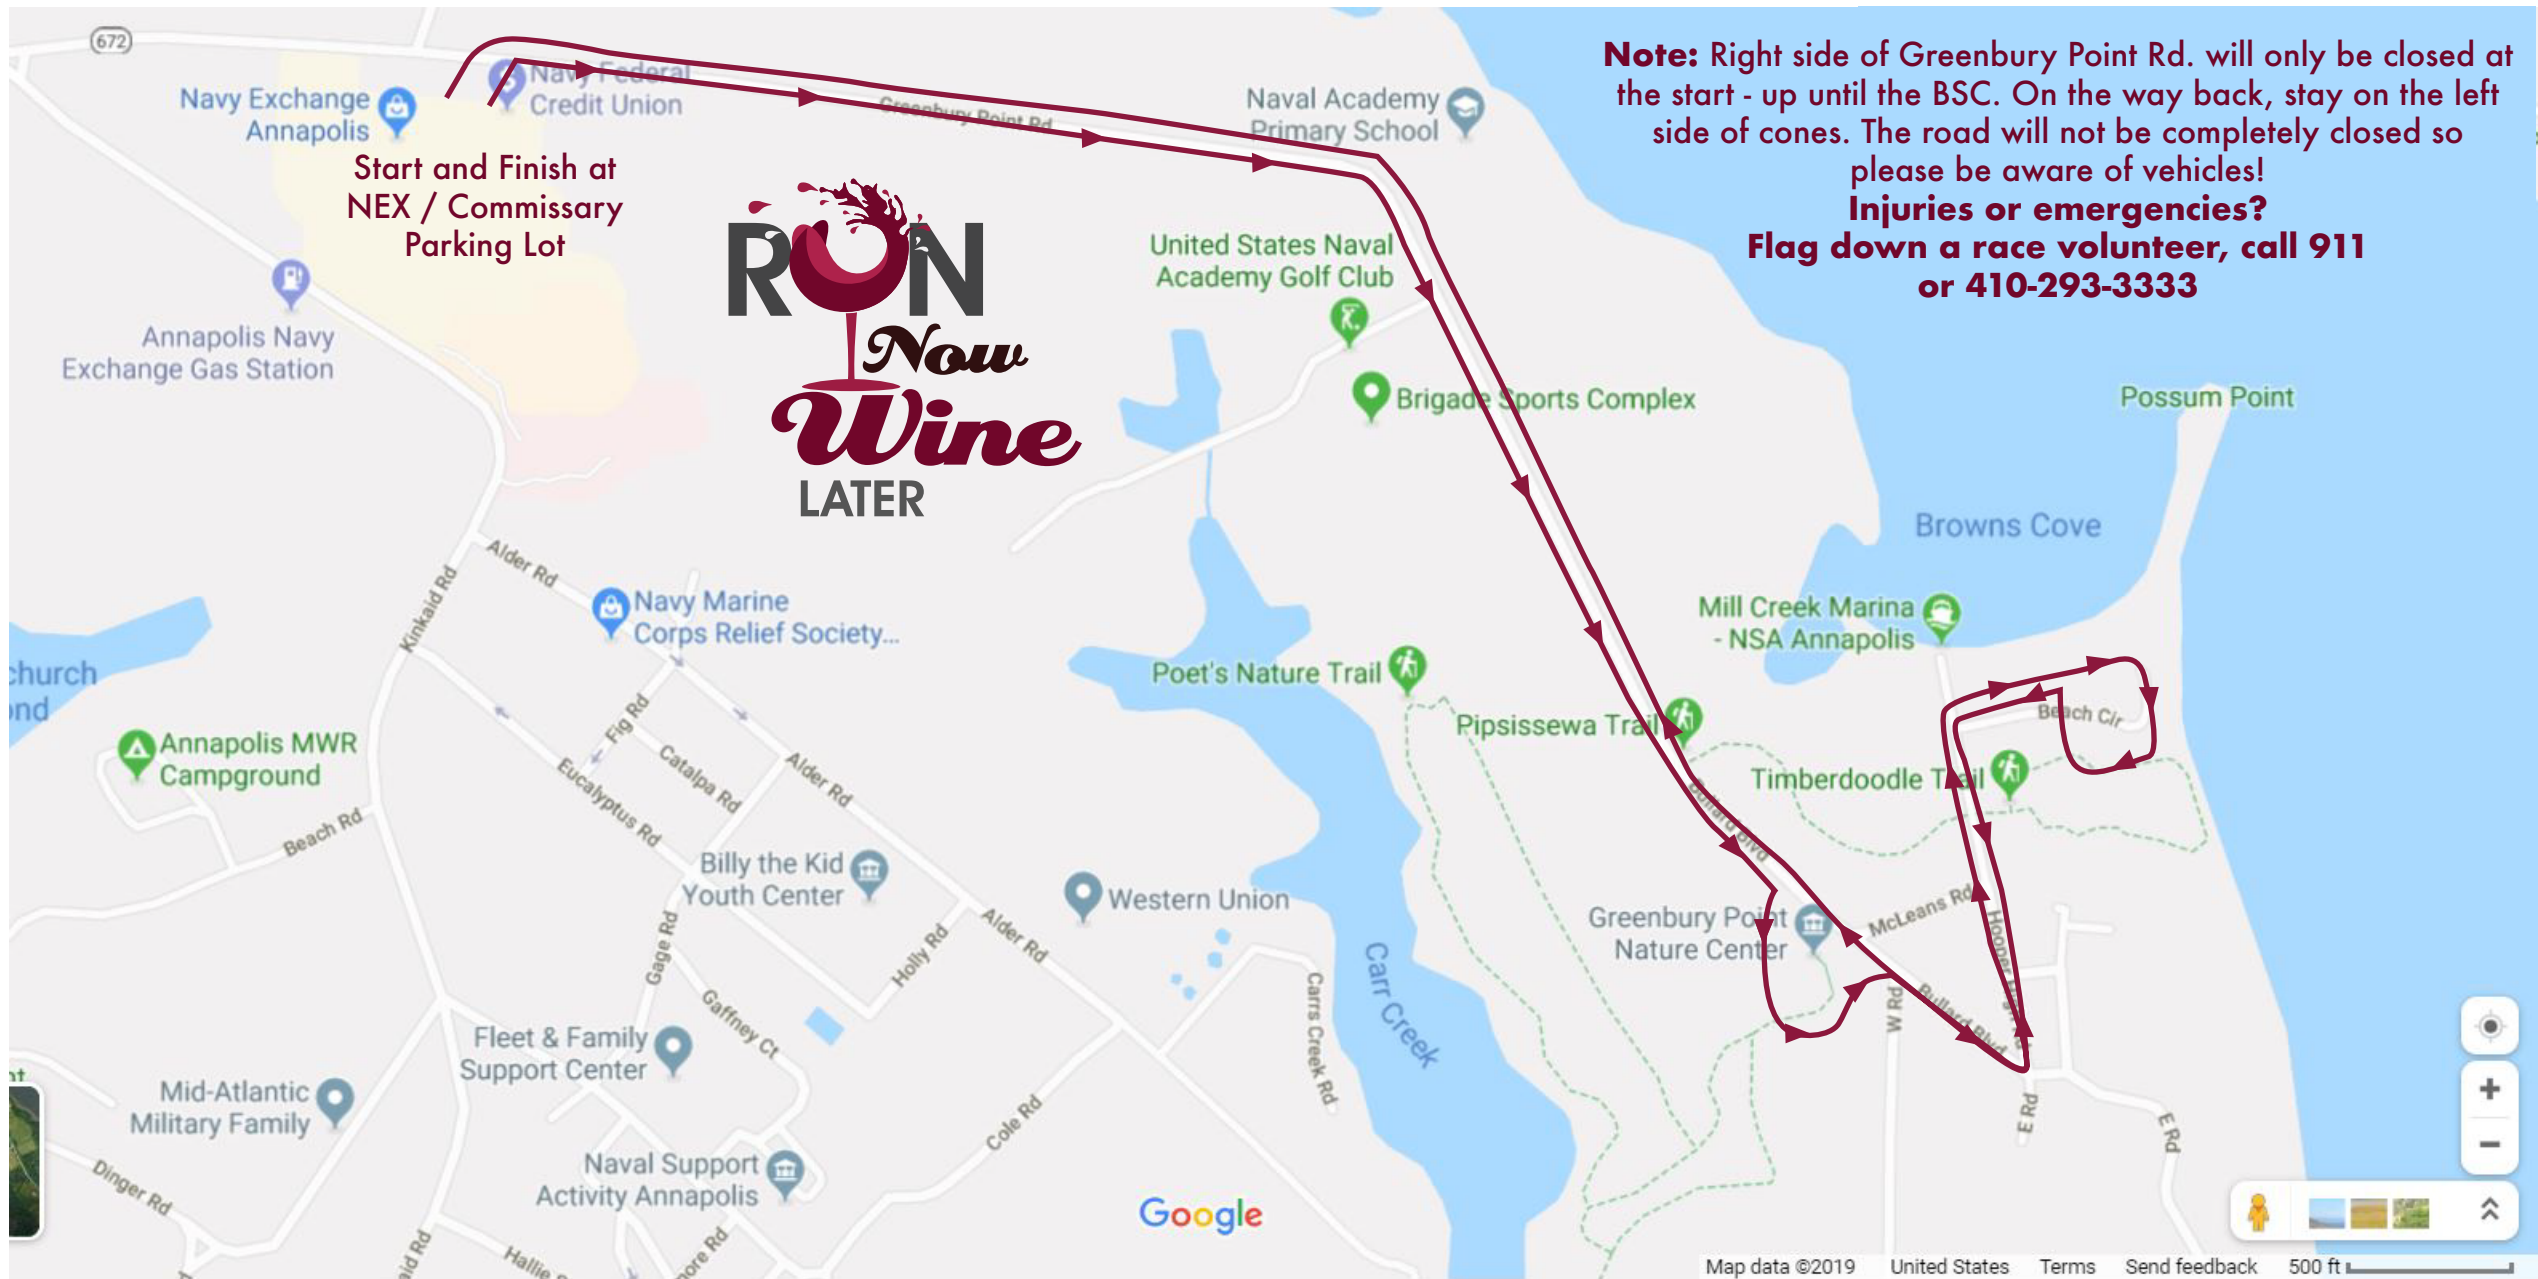 672
Navy Exchange
Annapolis
Navy Federal
Credit Union
Start and Finish at
NEX / Commissary
Parking Lot
Annapolis Navy
Exchange Gas Station
RUN
Now
Wine
LATER
Greenbury Point Rd
Naval Academy
Primary School
Note: Right side of Greenbury Point Rd. will only be closed at
the start - up until the BSC. On the way back, stay on the left
side of cones. The road will not be completely closed so
please be aware of vehicles!
Injuries or emergencies?
Flag down a race volunteer, call 911
or 410-293-3333
United States Naval
Academy Golf Club
Brigade Sports Complex
Possum Point
Browns Cove
Mill Creek Marina
- NSA Annapolis
Alder Rd
Kinkaid Rd
Navy Marine
Corps Relief Society...
church
ond
Annapolis MWR
Campground
Beach Rd
Fig Rd
Catalpa Rd
Eucalyptus Rd
Alder Rd
Billy the Kid
Youth Center
Gage Rd
Holly Rd
Alder Rd
Gaffney Ct
Western Union
Poet's Nature Trail
Pipsissewa Trail
Beach Cir
Timberdoodle Trail
Bullard Blvd
Greenbury Point
Nature Center
McLeans Rd
Hooper
W Rd
Bullard Blvd
E Rd
E Rd
Carr Creek
Carrs Creek Rd
Cole Rd
Fleet & Family
Support Center
Mid-Atlantic
Military Family
Naval Support
Activity Annapolis
Dinger Rd
aid Rd
Hallie
ore Rd
nt
Google
Map data ©2019 United States Terms Send feedback 500 ft